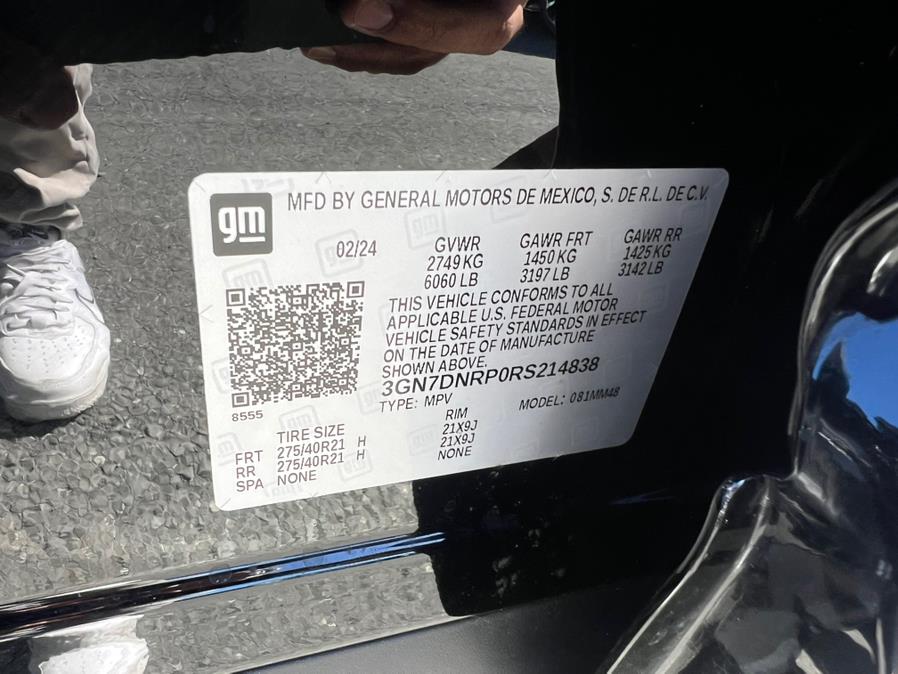 gm
MFD BY GENERAL MOTORS DE MEXICO, S. DE R.L. DE C.V.
02/24 GVWR GAWR FRT GAWR RR
2749 KG 1450 KG 1425 KG
6060 LB 3197 LB 3142 LB
THIS VEHICLE CONFORMS TO ALL
APPLICABLE U.S. FEDERAL MOTOR
VEHICLE SAFETY STANDARDS IN EFFECT
ON THE DATE OF MANUFACTURE
SHOWN ABOVE.
3GN7DNRP0RS214838
TYPE: MPV MODEL: 081MM48
8555
TIRE SIZE RIM
FRT 275/40R21 H 21X9J
RR 275/40R21 H 21X9J
SPA NONE NONE